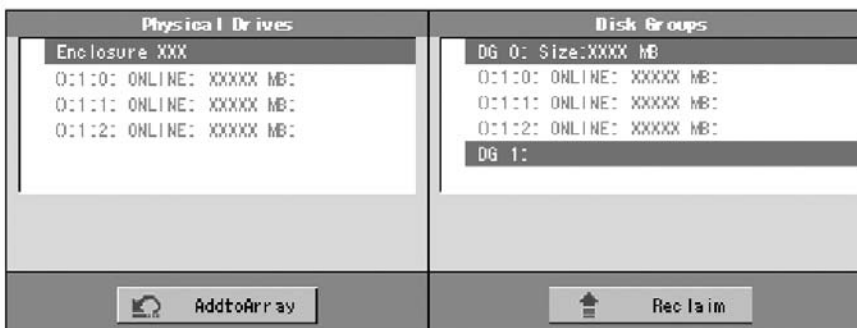 Physical Drives
Enclosure XXX
0:1:0: ONLINE: XXXXX MB:
0:1:1: ONLINE: XXXXX MB:
0:1:2: ONLINE: XXXXX MB:
AddtoArray
Disk Groups
DG 0: Size:XXXX MB
0:1:0: ONLINE: XXXXX MB:
0:1:1: ONLINE: XXXXX MB:
0:1:2: ONLINE: XXXXX MB:
DG 1:
Reclaim